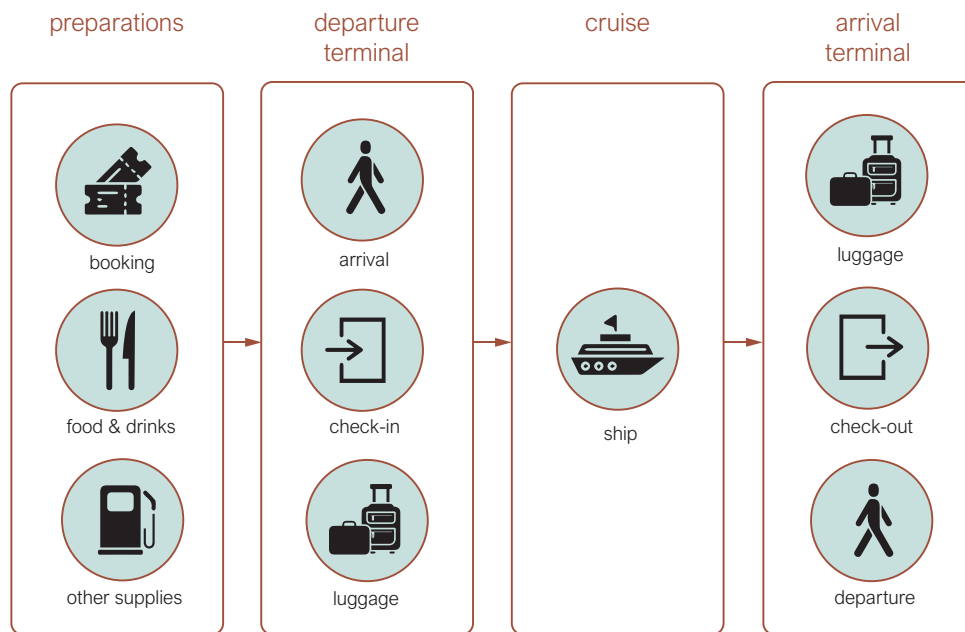 preparations
departure
terminal
cruise
arrival
terminal
booking
food & drinks
other supplies
arrival
check-in
luggage
ship
luggage
check-out
departure